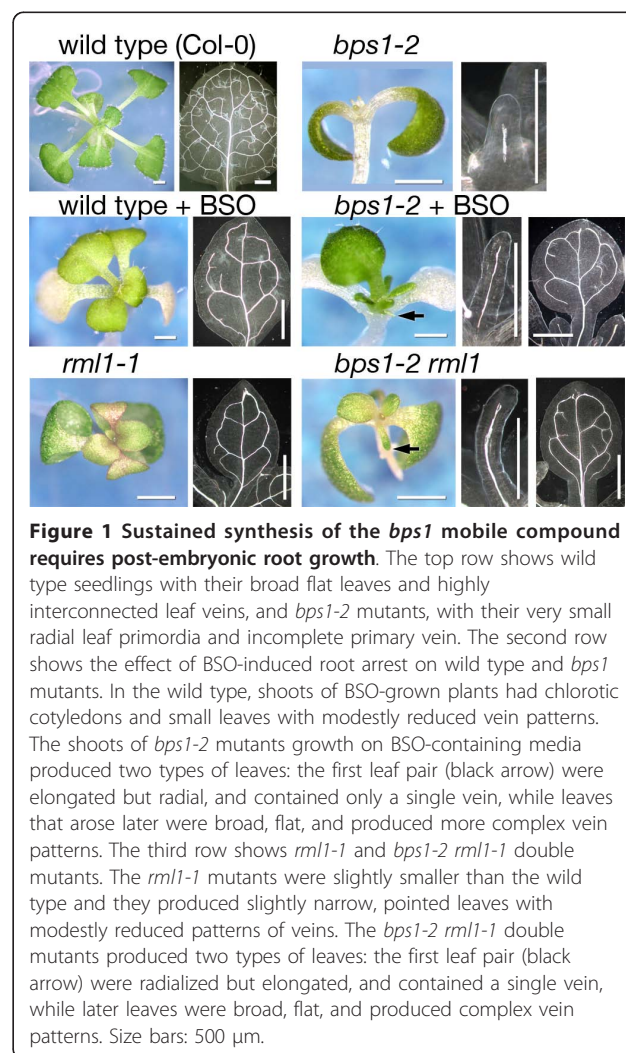 wild type (Col-0) bps1-2
wild type + BSO bps1-2 + BSO
rml1-1 bps1-2 rml1
Figure 1 Sustained synthesis of the bps1 mobile compound
requires post-embryonic root growth. The top row shows wild
type seedlings with their broad flat leaves and highly
interconnected leaf veins, and bps1-2 mutants, with their very small
radial leaf primordia and incomplete primary vein. The second row
shows the effect of BSO-induced root arrest on wild type and bps1
mutants. In the wild type, shoots of BSO-grown plants had chlorotic
cotyledons and small leaves with modestly reduced vein patterns.
The shoots of bps1-2 mutants growth on BSO-containing media
produced two types of leaves: the first leaf pair (black arrow) were
elongated but radial, and contained only a single vein, while leaves
that arose later were broad, flat, and produced more complex vein
patterns. The third row shows rml1-1 and bps1-2 rml1-1 double
mutants. The rml1-1 mutants were slightly smaller than the wild
type and they produced slightly narrow, pointed leaves with
modestly reduced patterns of veins. The bps1-2 rml1-1 double
mutants produced two types of leaves: the first leaf pair (black
arrow) were radialized but elongated, and contained a single vein,
while later leaves were broad, flat, and produced complex vein
patterns. Size bars: 500 μm.